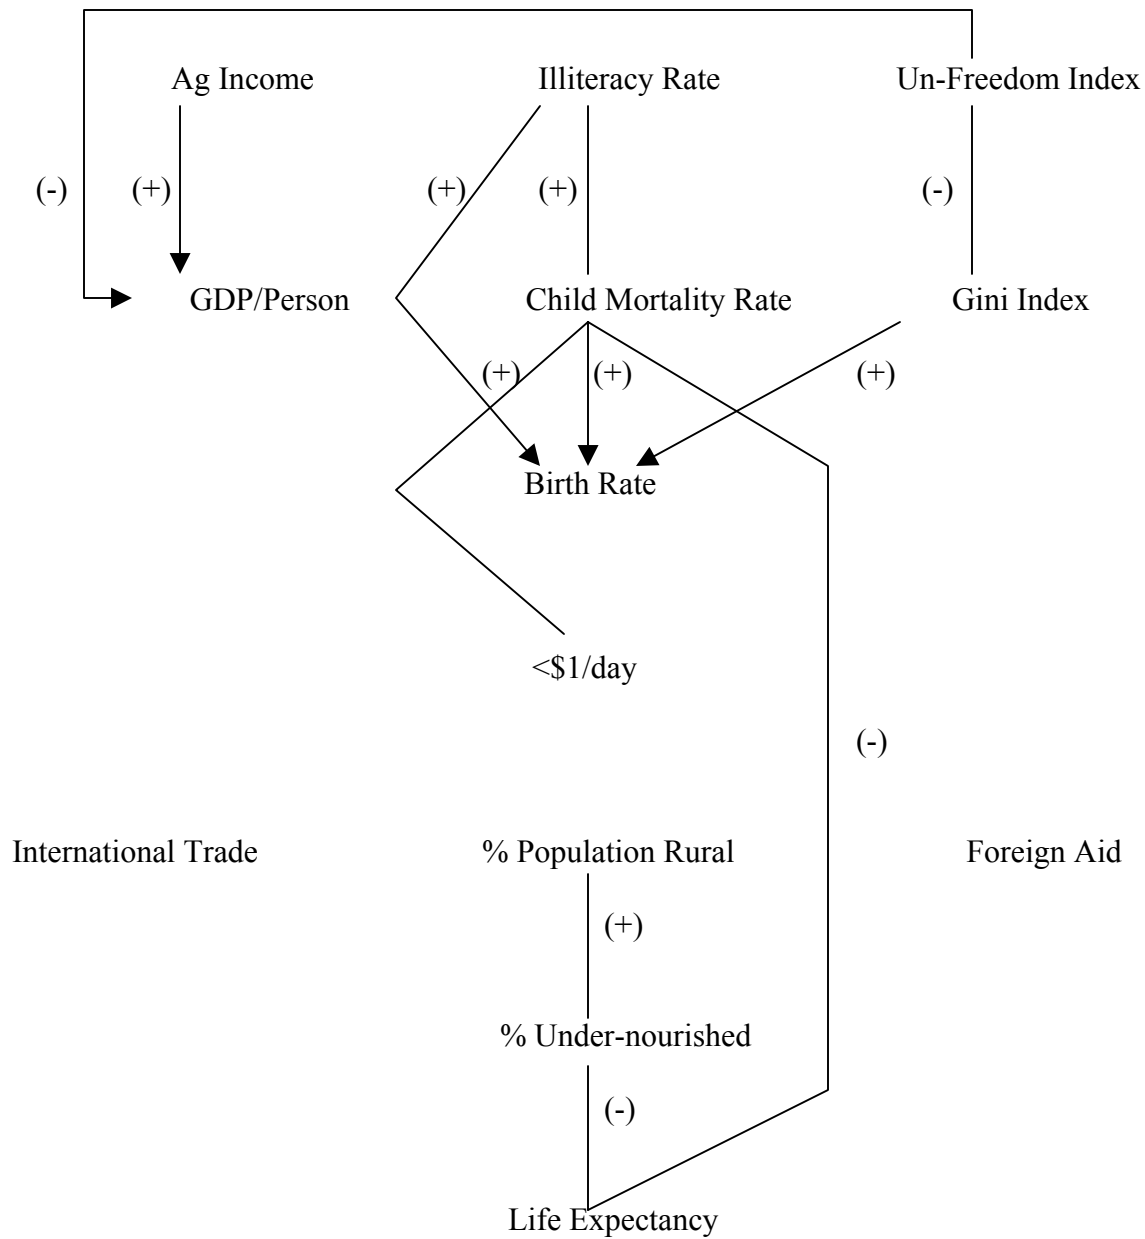 Ag Income
Illiteracy Rate
Un-Freedom Index
(-)
(+)
(+)
(+)
(-)
GDP/Person
Child Mortality Rate
Gini Index
(+)
(+)
(+)
Birth Rate
<$1/day
(-)
International Trade
% Population Rural
Foreign Aid
(+)
% Under-nourished
(-)
Life Expectancy